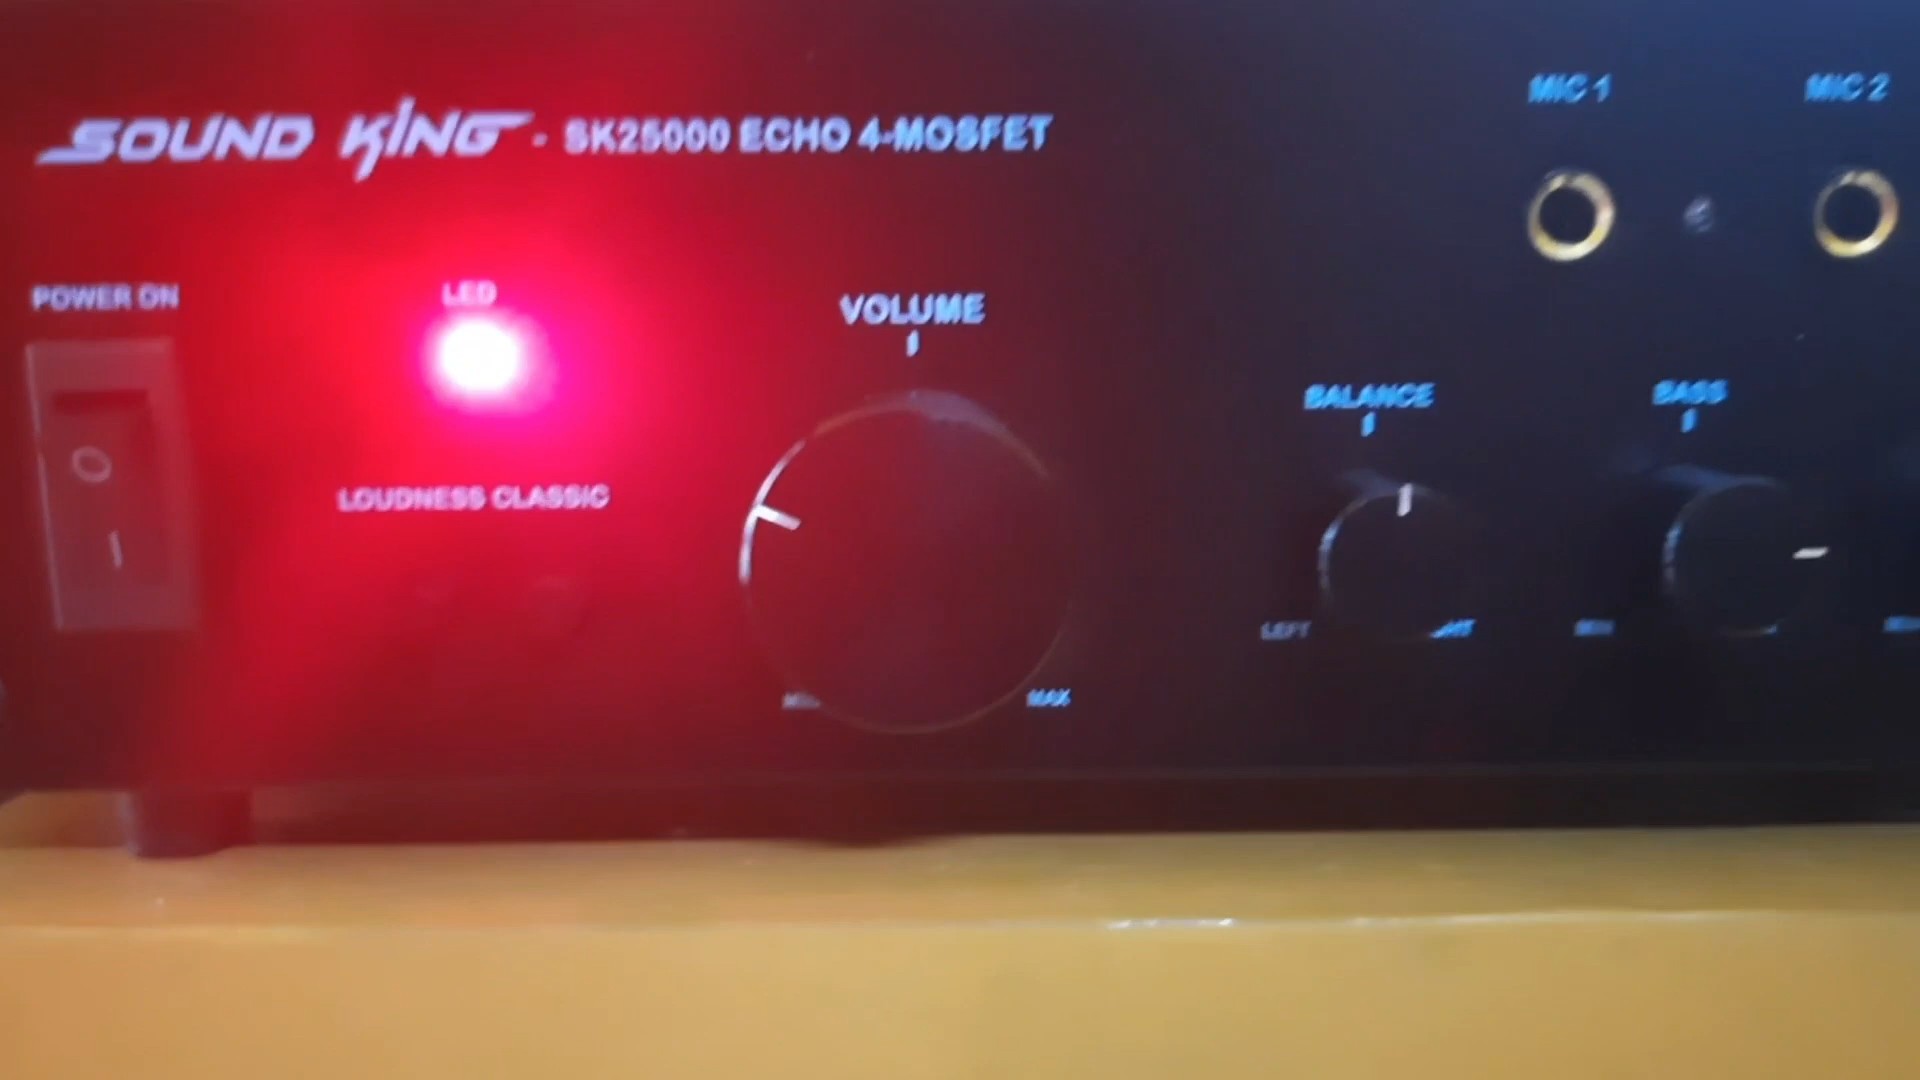 SOUND KING - SK25000 ECHO 4-MOSFET
MIC 1
MIC 2
POWER ON
LED
VOLUME
BALANCE
BASS
LOUDNESS CLASSIC
LEFT
MIN
MAX